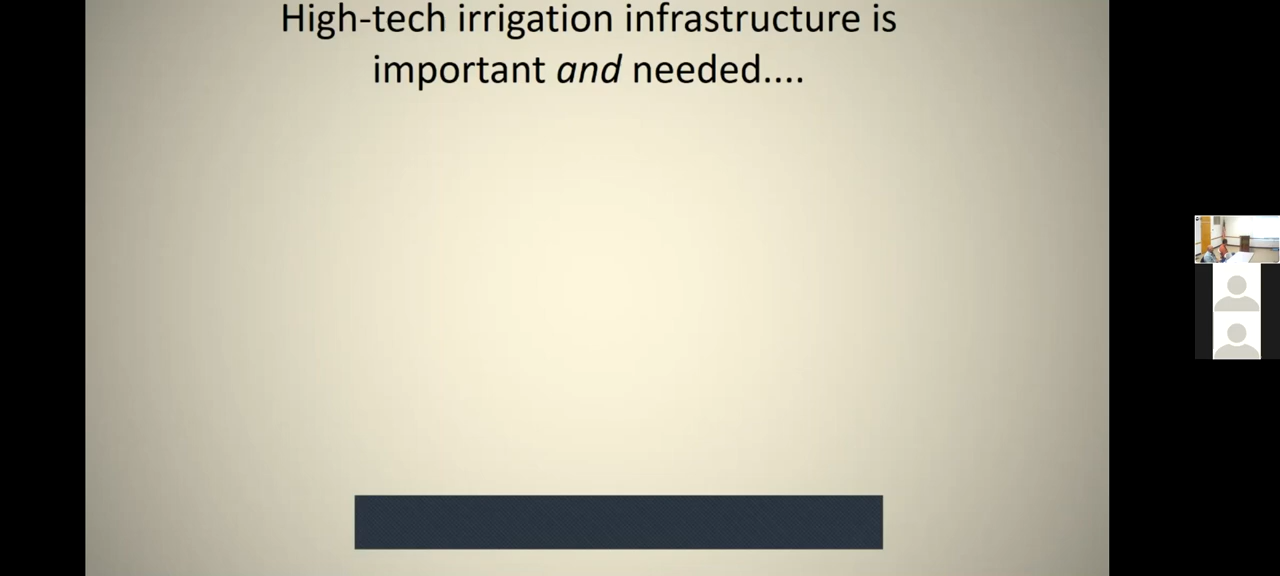 High-tech irrigation infrastructure is
important and needed....